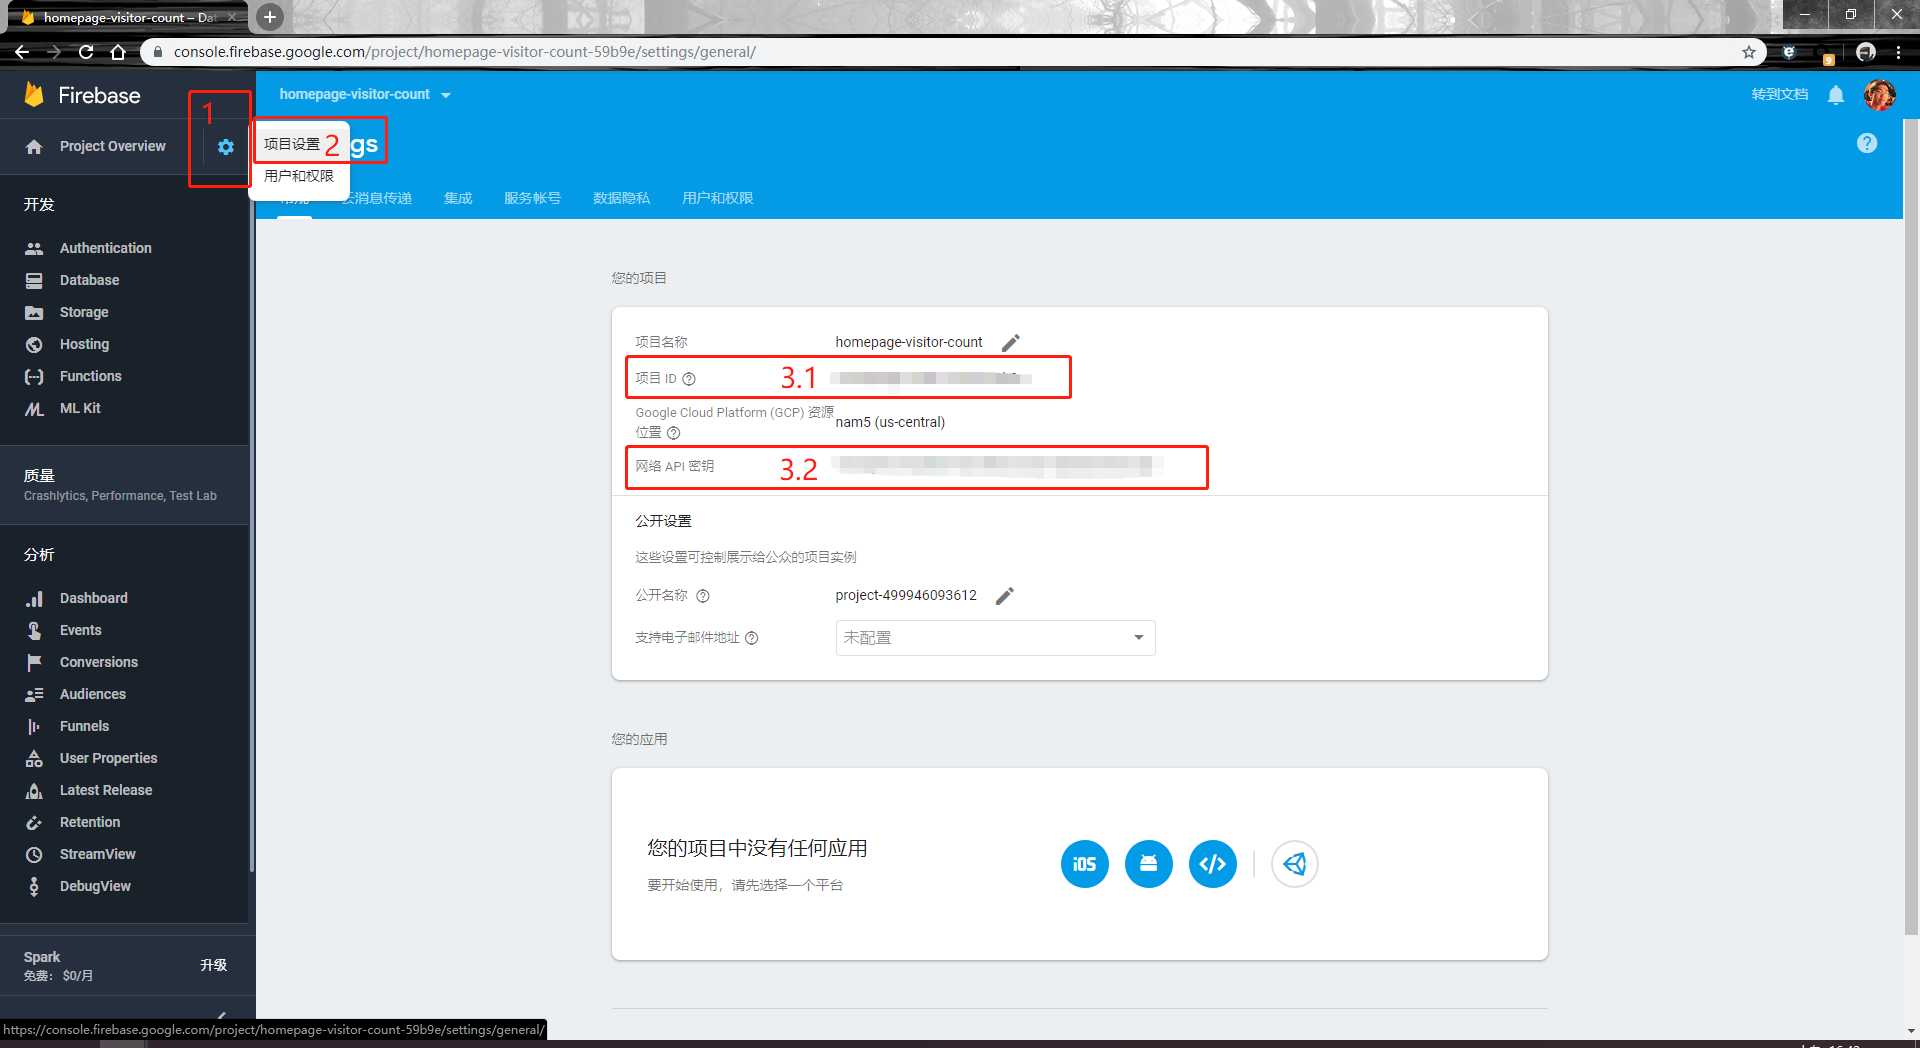 homepage-visitor-count – Dat
console.firebase.google.com/project/homepage-visitor-count-59b9e/settings/general/
9
Firebase
homepage-visitor-count
转到文档
1
Project Overview
项目设置
2
gs
用户和权限
云消息传递
集成
服务帐号
数据隐私
用户和权限
开发
Authentication
Database
Storage
Hosting
Functions
ML Kit
质量
Crashlytics, Performance, Test Lab
分析
Dashboard
Events
Conversions
Audiences
Funnels
User Properties
Latest Release
Retention
StreamView
DebugView
Spark
免费： $0/月
升级
https://console.firebase.google.com/project/homepage-visitor-count-59b9e/settings/general/
您的项目
项目名称
homepage-visitor-count
项目 ID
3.1
Google Cloud Platform (GCP) 资源
位置
nam5 (us-central)
网络 API 密钥
3.2
公开设置
这些设置可控制展示给公众的项目实例
公开名称
project-499946093612
支持电子邮件地址
未配置
您的应用
您的项目中没有任何应用
要开始使用，请先选择一个平台
iOS